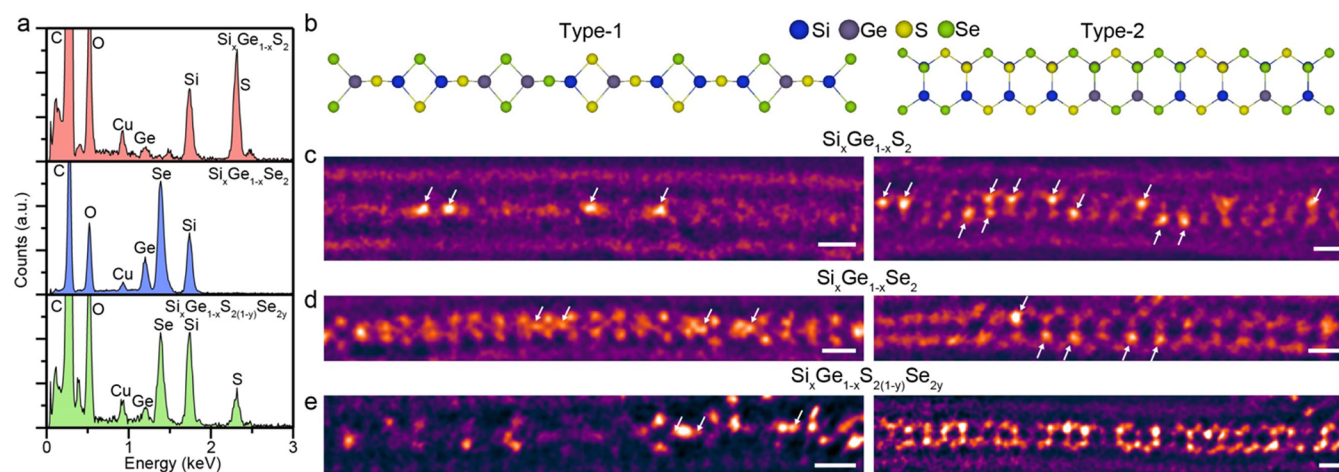 a
Counts (a.u.)
C
O
Cu
Ge
Si
S
SiₓGe₁₋ₓS₂
C
O
Cu
Ge
Se
Si
SiₓGe₁₋ₓSe₂
C
O
Cu
Ge
Se
Si
S
SiₓGe₁₋ₓS₂₍₁₋y₎Se₂y
0 1 2 3
Energy (keV)
b
Type-1
Si Ge S Se
Type-2
SiₓGe₁₋ₓS₂
c
SiₓGe₁₋ₓSe₂
d
SiₓGe₁₋ₓS₂₍₁₋y₎Se₂y
e